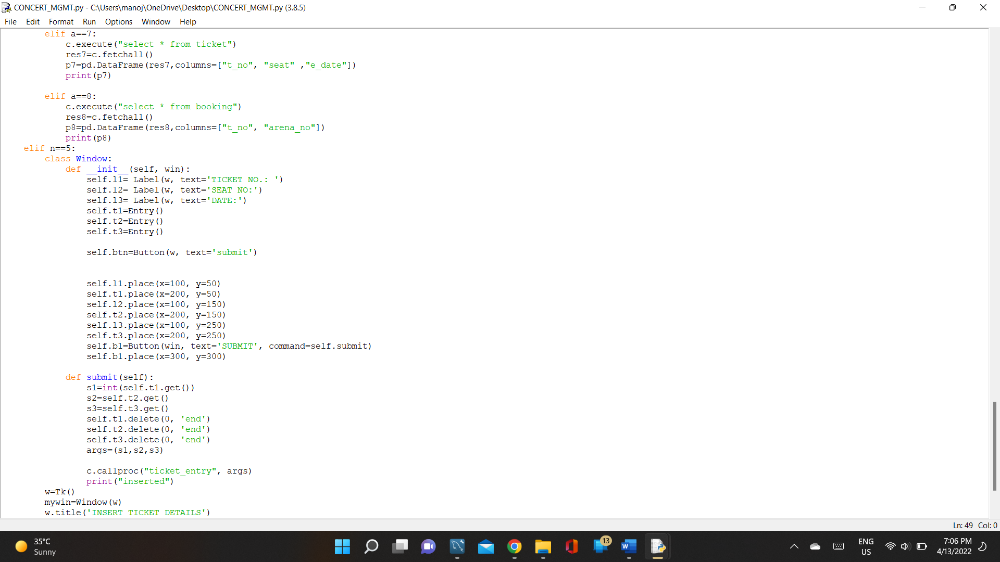 CONCERT_MGMT.py - C:\Users\manoj\OneDrive\Desktop\CONCERT_MGMT.py (3.8.5)
File Edit Format Run Options Window Help
        elif a==7:
            c.execute("select * from ticket")
            res7=c.fetchall()
            p7=pd.DataFrame(res7,columns=["t_no", "seat" ,"e_date"])
            print(p7)

        elif a==8:
            c.execute("select * from booking")
            res8=c.fetchall()
            p8=pd.DataFrame(res8,columns=["t_no", "arena_no"])
            print(p8)
    elif n==5:
        class Window:
            def __init__(self, win):
                self.l1= Label(w, text='TICKET NO.: ')
                self.l2= Label(w, text='SEAT NO:')
                self.l3= Label(w, text='DATE:')
                self.t1=Entry()
                self.t2=Entry()
                self.t3=Entry()

                self.btn=Button(w, text='submit')


                self.l1.place(x=100, y=50)
                self.t1.place(x=200, y=50)
                self.l2.place(x=100, y=150)
                self.t2.place(x=200, y=150)
                self.l3.place(x=100, y=250)
                self.t3.place(x=200, y=250)
                self.b1=Button(win, text='SUBMIT', command=self.submit)
                self.b1.place(x=300, y=300)

            def submit(self):
                s1=int(self.t1.get())
                s2=self.t2.get()
                s3=self.t3.get()
                self.t1.delete(0, 'end')
                self.t2.delete(0, 'end')
                self.t3.delete(0, 'end')
                args=(s1,s2,s3)

                c.callproc("ticket_entry", args)
                print("inserted")
        w=Tk()
        mywin=Window(w)
        w.title('INSERT TICKET DETAILS')
Ln: 49 Col: 0
35°C
Sunny
13
W
ENG
US
7:06 PM
4/13/2022